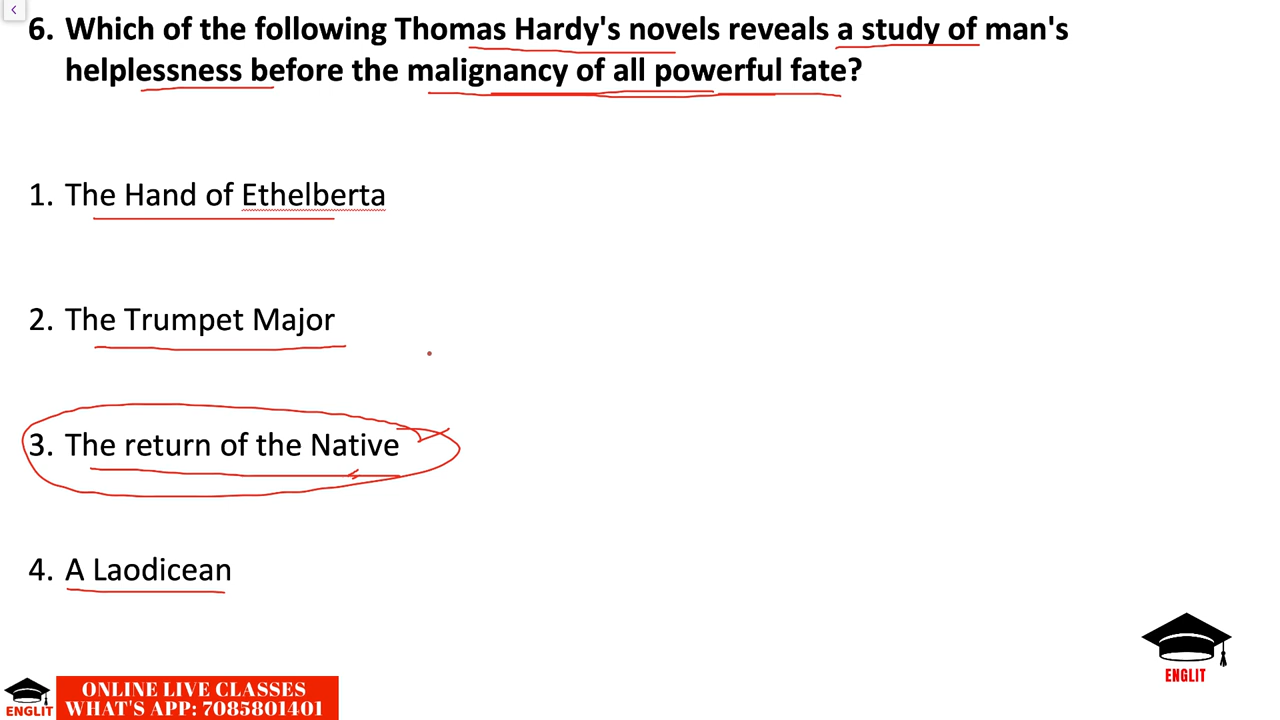 6. Which of the following Thomas Hardy's novels reveals a study of man's
helplessness before the malignancy of all powerful fate?
1. The Hand of Ethelberta
2. The Trumpet Major
3. The return of the Native
4. A Laodicean
ENGLIT
ENGLIT
ONLINE LIVE CLASSES
WHAT'S APP: 7085801401